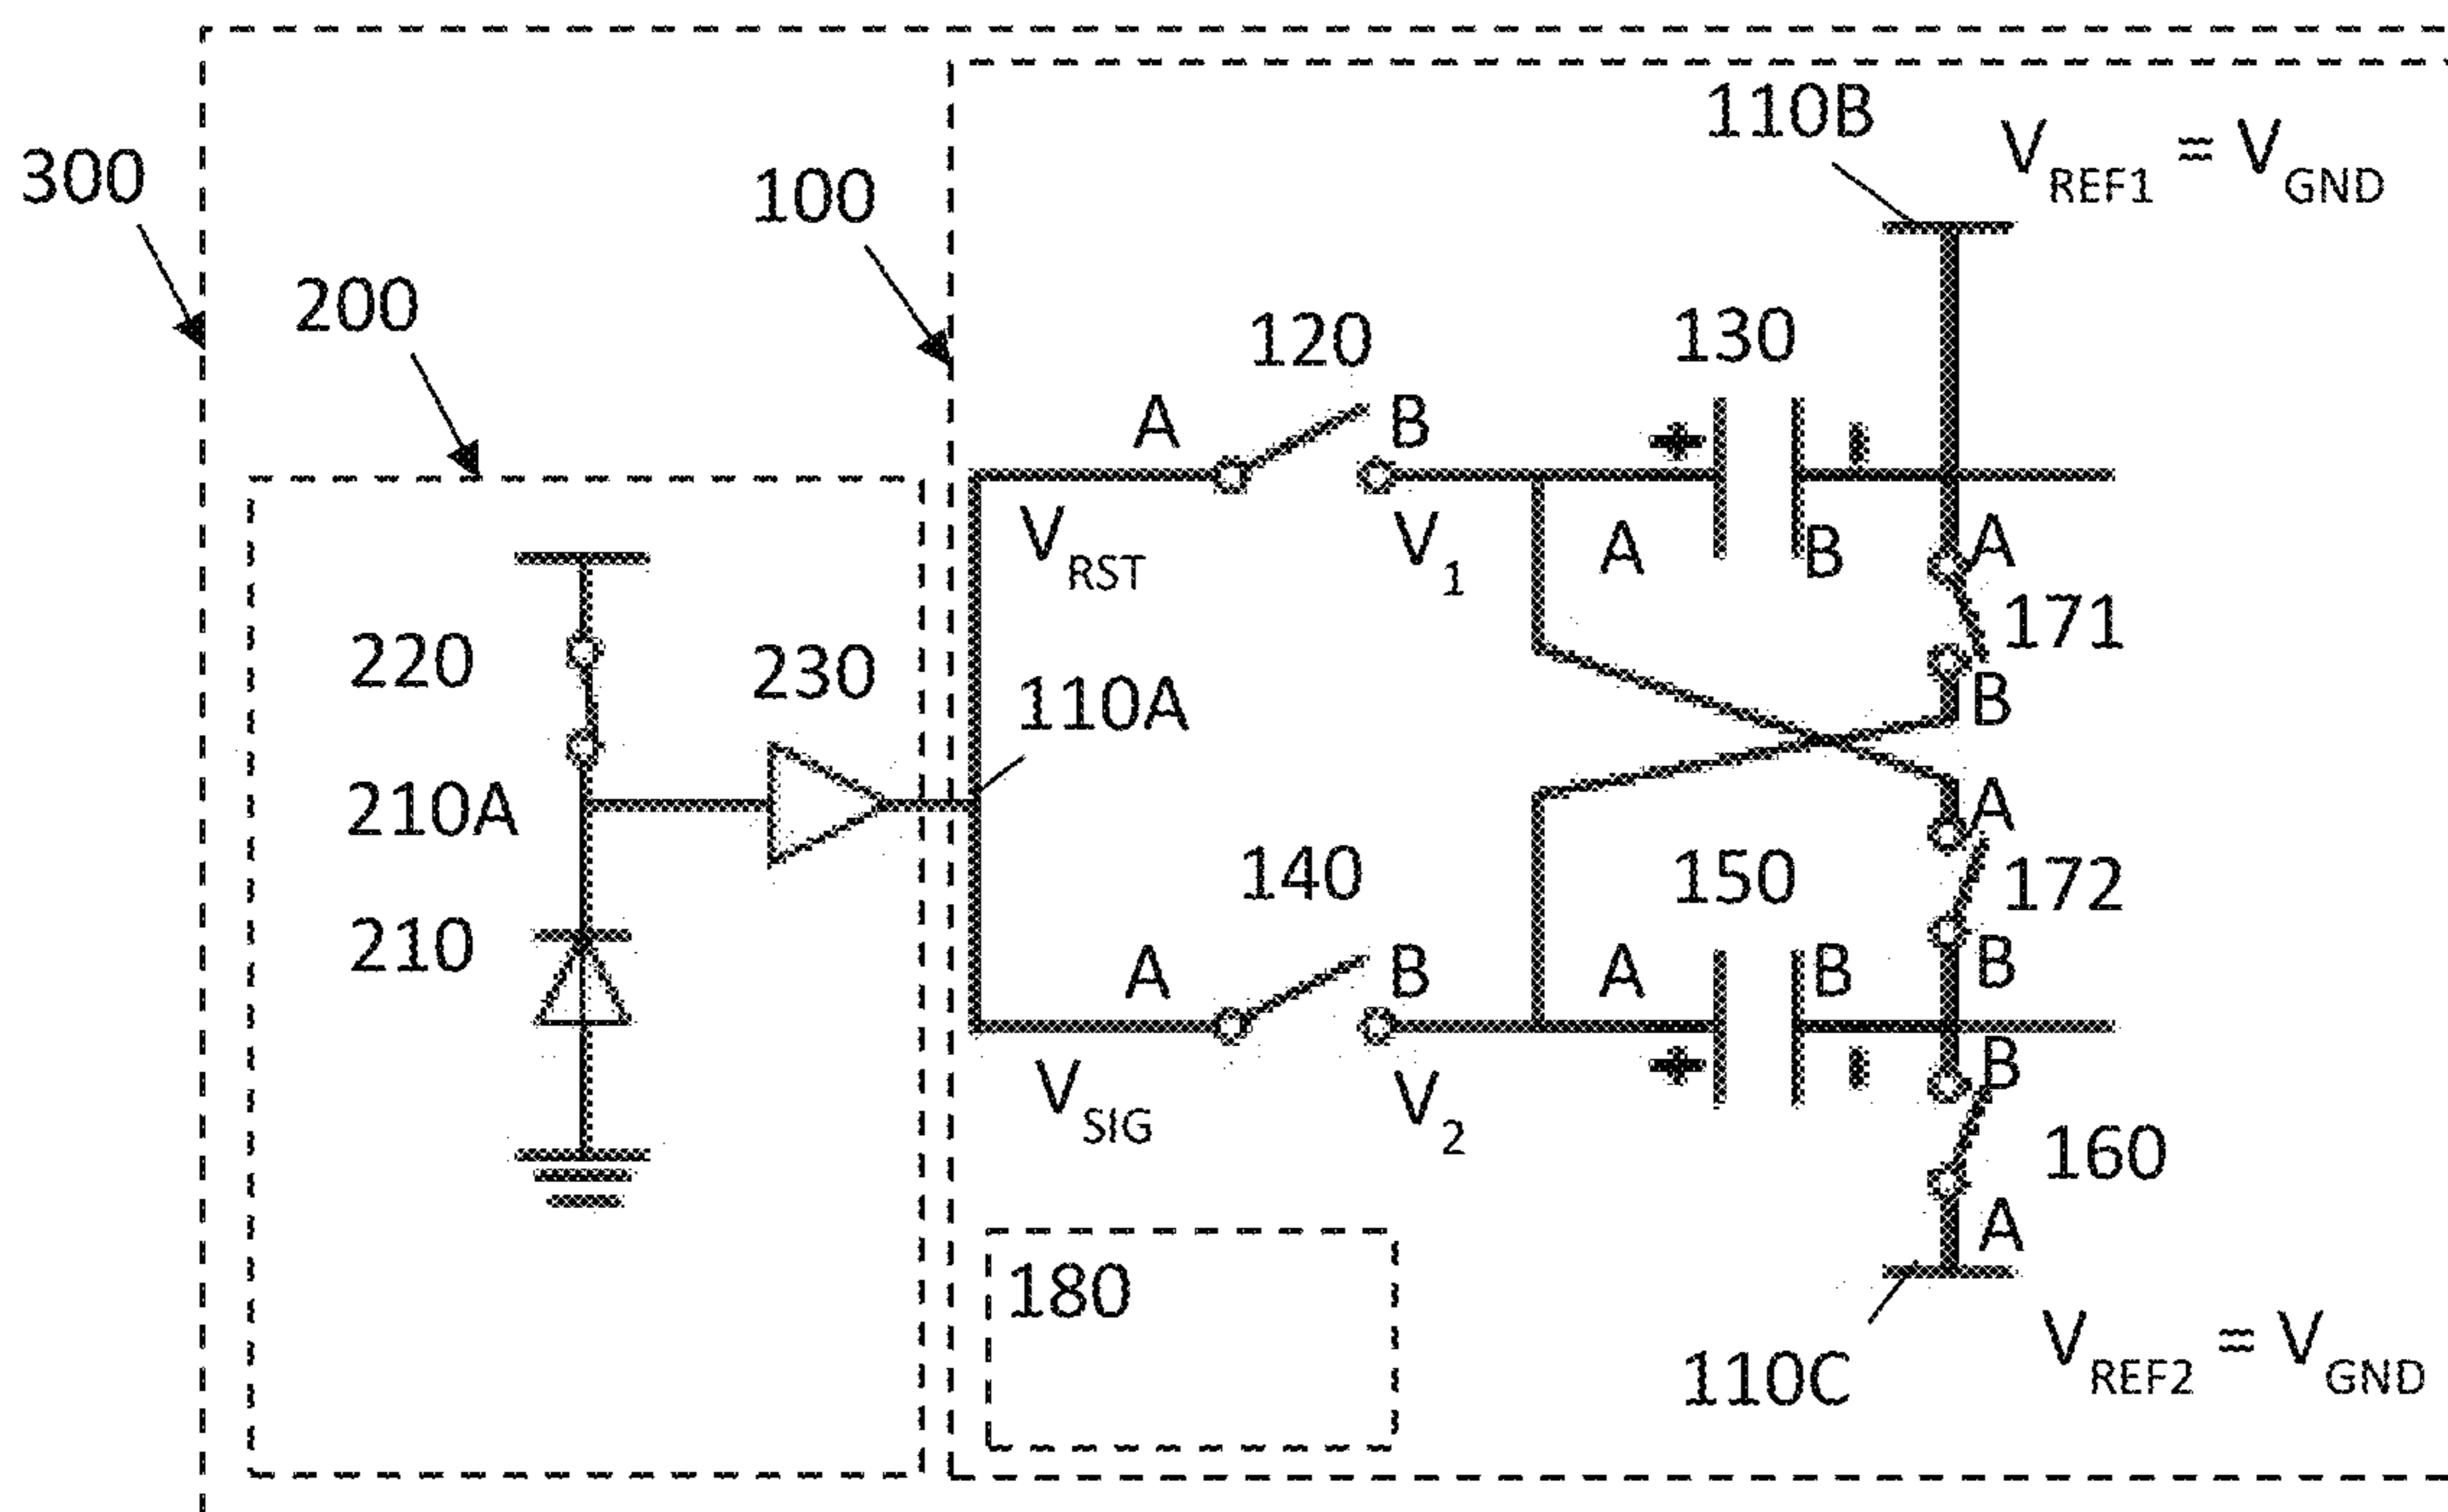 110B
V_REF1 = V_GND
300
100
200
120
130
A
B
+
-
V_RST
V_1
A
B
A
171
220
230
110A
B
210A
A
140
150
172
210
A
B
A
B
B
V_SIG
+
-
V_2
B
160
A
180
110C
V_REF2 = V_GND